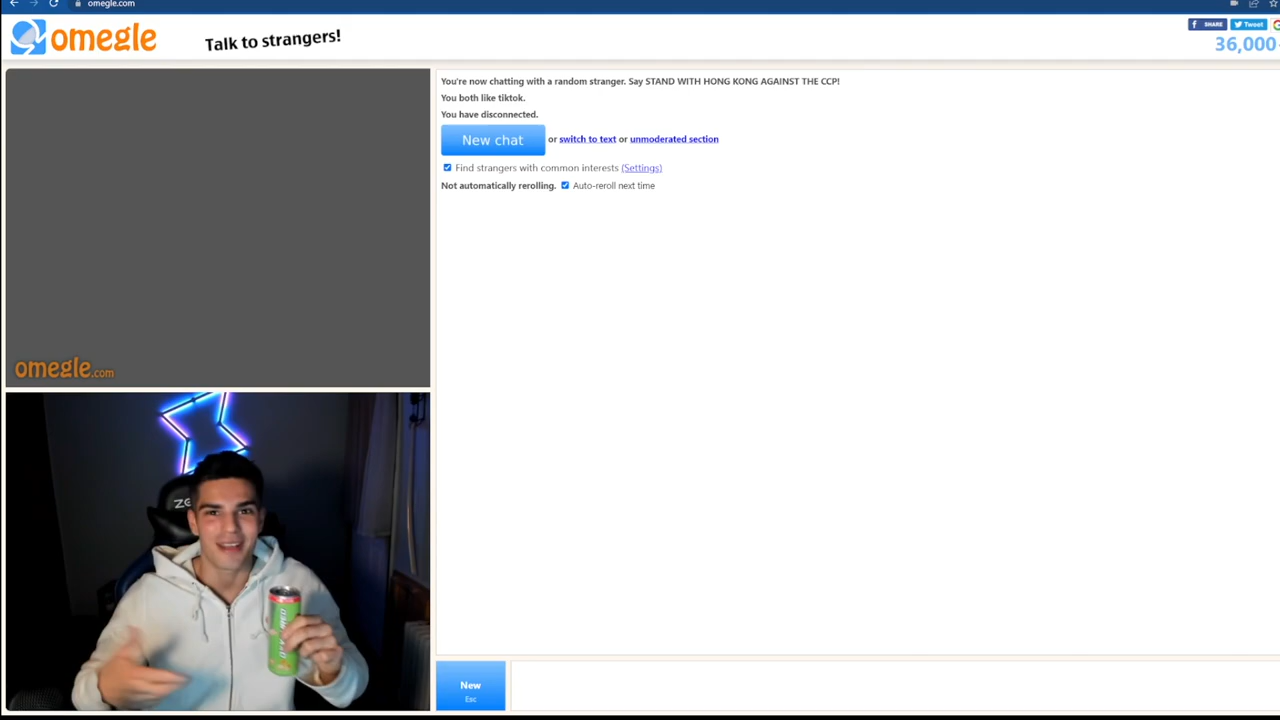 omegle.com
omegle
Talk to strangers!
SHARE
Tweet
36,000
You're now chatting with a random stranger. Say STAND WITH HONG KONG AGAINST THE CCP!
You both like tiktok.
You have disconnected.
New chat or switch to text or unmoderated section
Find strangers with common interests (Settings)
Not automatically rerolling. Auto-reroll next time
omegle.com
New
Esc